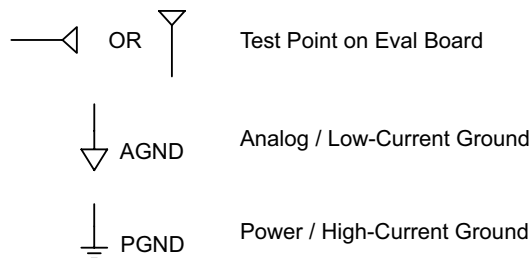 OR Test Point on Eval Board
AGND Analog / Low-Current Ground
PGND Power / High-Current Ground